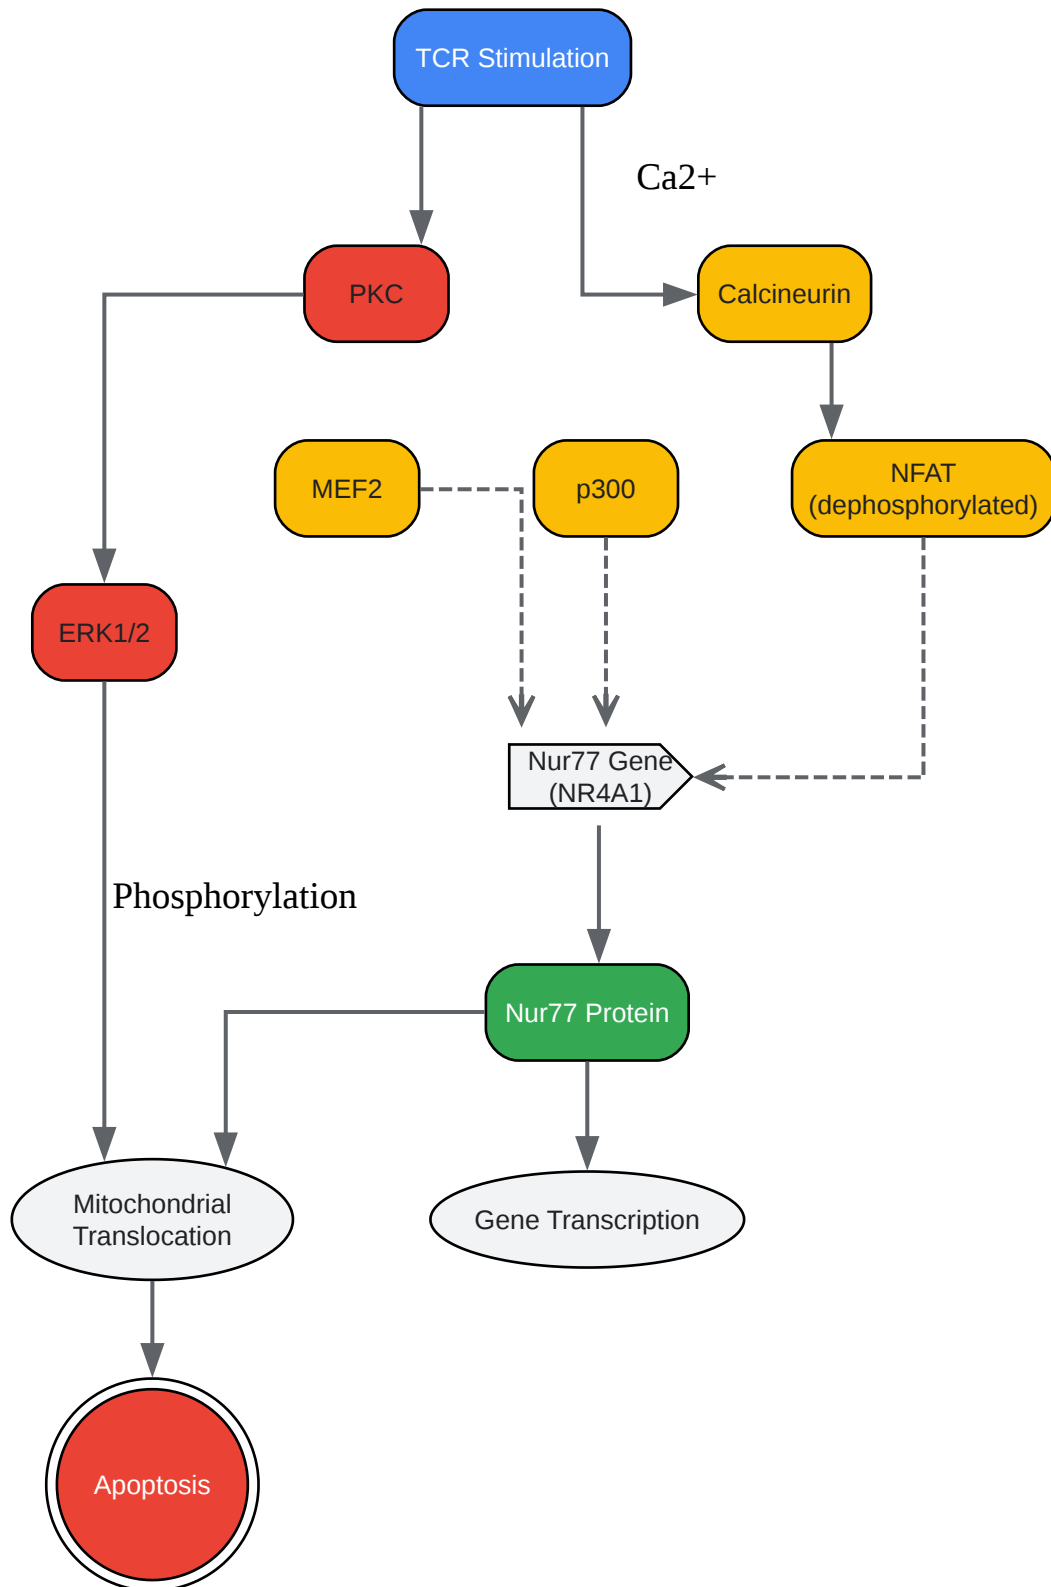 TCR Stimulation
Ca2+
PKC
Calcineurin
MEF2
p300
NFAT
(dephosphorylated)
ERK1/2
Nur77 Gene
(NR4A1)
Phosphorylation
Nur77 Protein
Mitochondrial
Translocation
Gene Transcription
Apoptosis